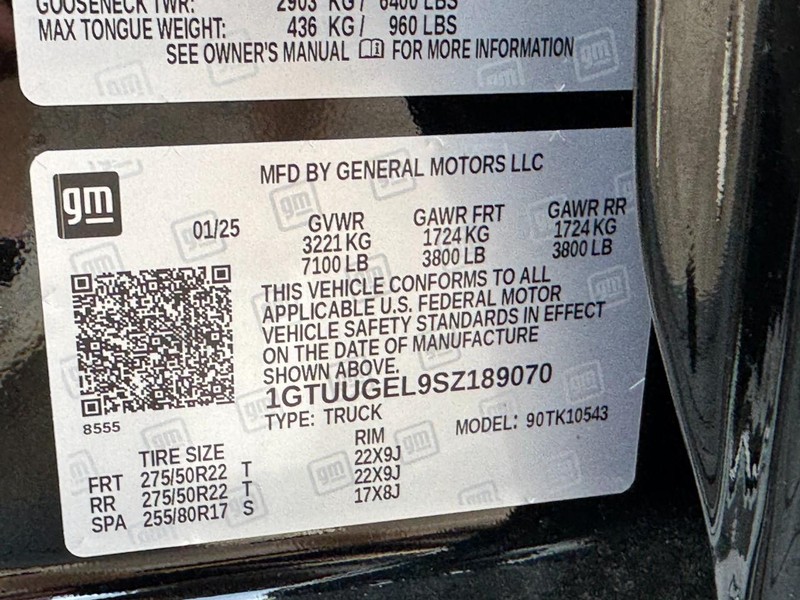 GOOSENECK TWR: 2903 KG / 6400 LBS
MAX TONGUE WEIGHT: 436 KG / 960 LBS
SEE OWNER'S MANUAL FOR MORE INFORMATION
MFD BY GENERAL MOTORS LLC
gm
01/25
GVWR GAWR FRT GAWR RR
3221 KG 1724 KG 1724 KG
7100 LB 3800 LB 3800 LB
THIS VEHICLE CONFORMS TO ALL
APPLICABLE U.S. FEDERAL MOTOR
VEHICLE SAFETY STANDARDS IN EFFECT
ON THE DATE OF MANUFACTURE
SHOWN ABOVE.
1GTUUGEL9SZ189070
8555
TYPE: TRUCK MODEL: 90TK10543
TIRE SIZE RIM
FRT 275/50R22 T 22X9J
RR 275/50R22 T 22X9J
SPA 255/80R17 S 17X8J